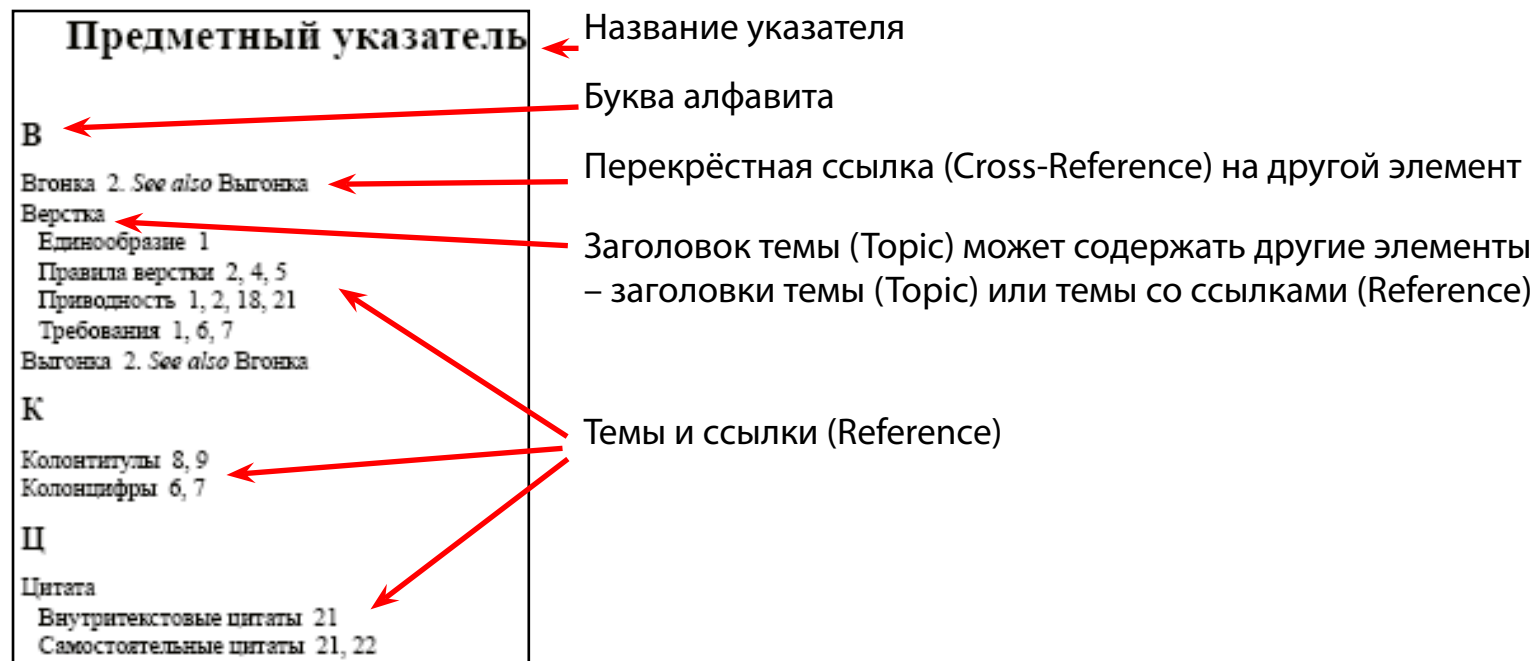 Предметный указатель
В
Вгонка 2. See also Выгонка
Верстка
Единообразие 1
Правила верстки 2, 4, 5
Приводность 1, 2, 18, 21
Требования 1, 6, 7
Выгонка 2. See also Вгонка
К
Колонтитулы 8, 9
Колонцифры 6, 7
Ц
Цитата
Внутритекстовые цитаты 21
Самостоятельные цитаты 21, 22
Название указателя
Буква алфавита
Перекрёстная ссылка (Cross-Reference) на другой элемент
Заголовок темы (Topic) может содержать другие элементы
– заголовки темы (Topic) или темы со ссылками (Reference)
Темы и ссылки (Reference)